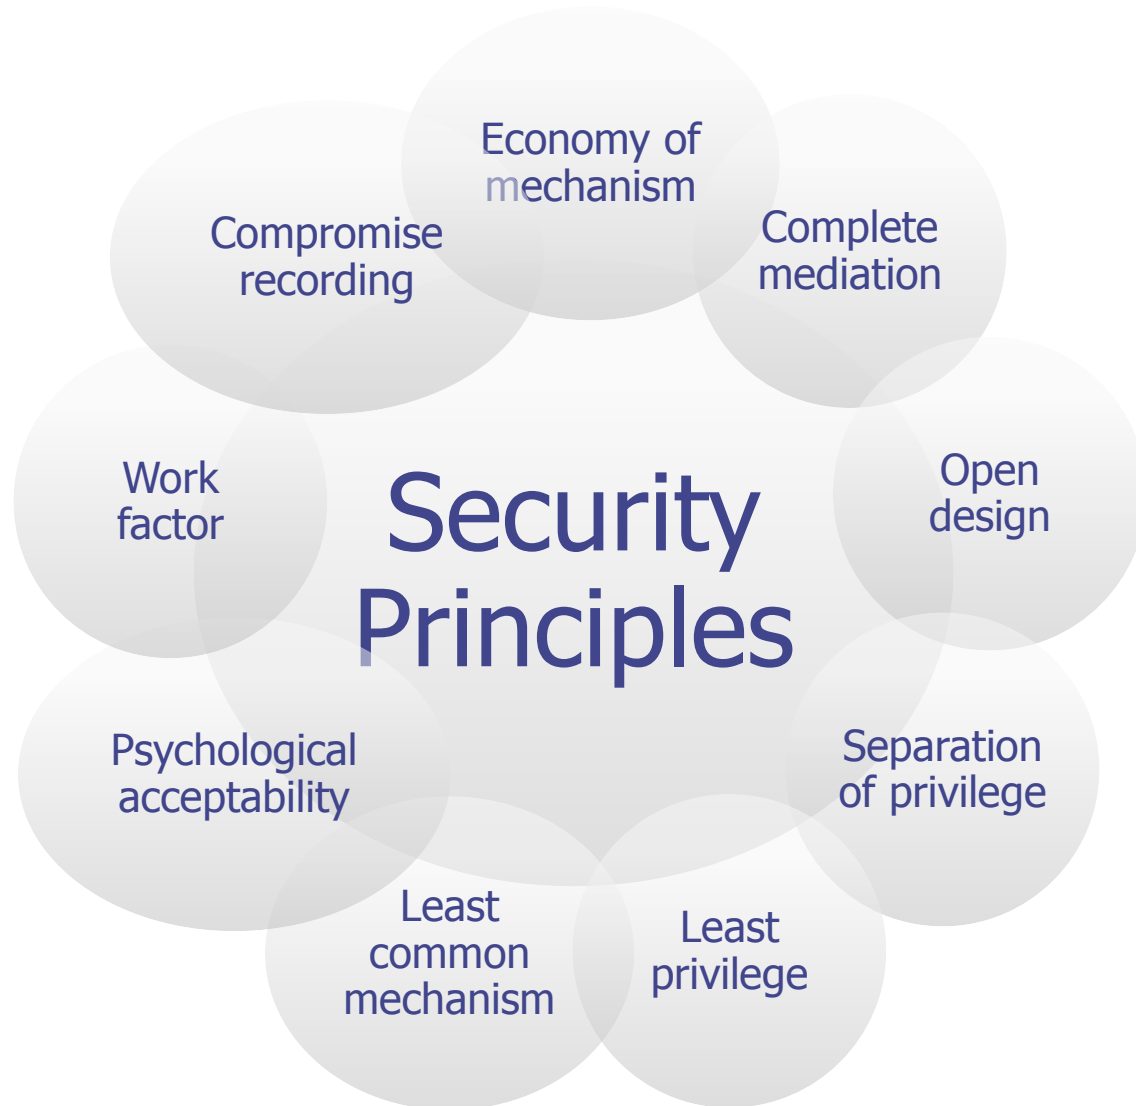 Economy of
mechanism
Complete
mediation
Open
design
Separation
of privilege
Least
privilege
Least
common
mechanism
Psychological
acceptability
Work
factor
Compromise
recording
Security
Principles